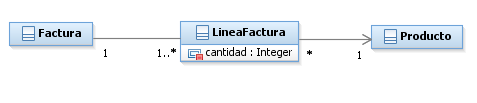 Factura
LineaFactura
Producto
cantidad : Integer
1
1..*
*
1